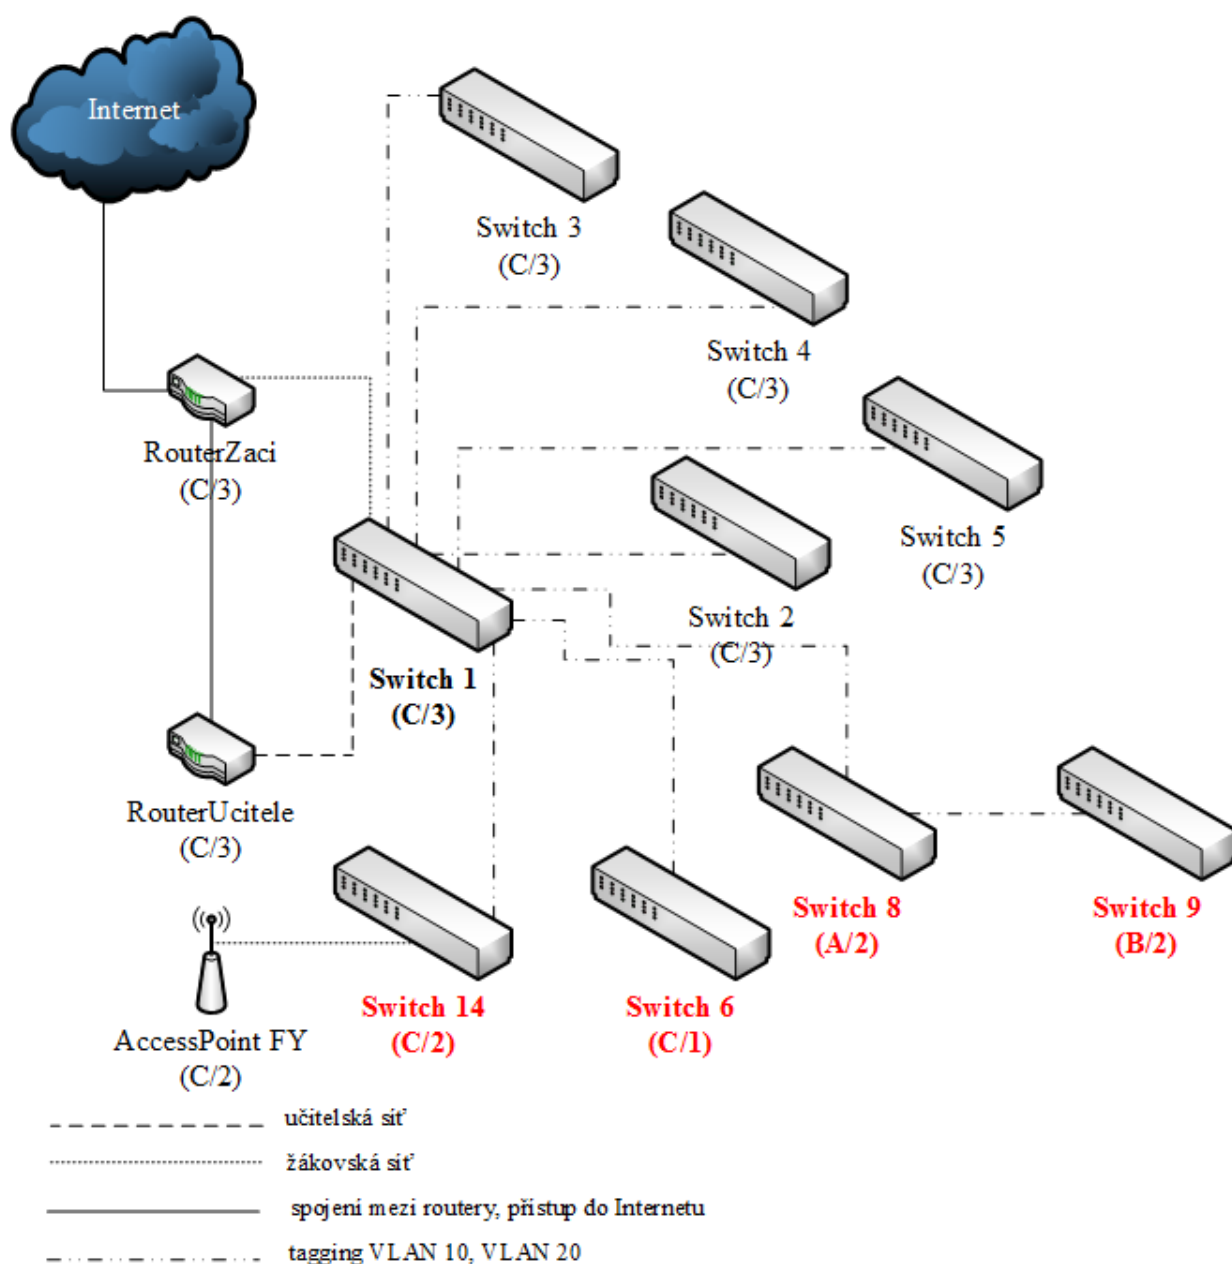 Internet
Switch 3
(C/3)
Switch 4
(C/3)
RouterZaci
(C/3)
Switch 5
(C/3)
Switch 2
(C/3)
Switch 1
(C/3)
RouterUcitele
(C/3)
Switch 8
(A/2)
Switch 9
(B/2)
Switch 14
(C/2)
Switch 6
(C/1)
AccessPoint FY
(C/2)
učitelská síť
žákovská síť
spojení mezi routery, přístup do Internetu
tagging VLAN 10, VLAN 20